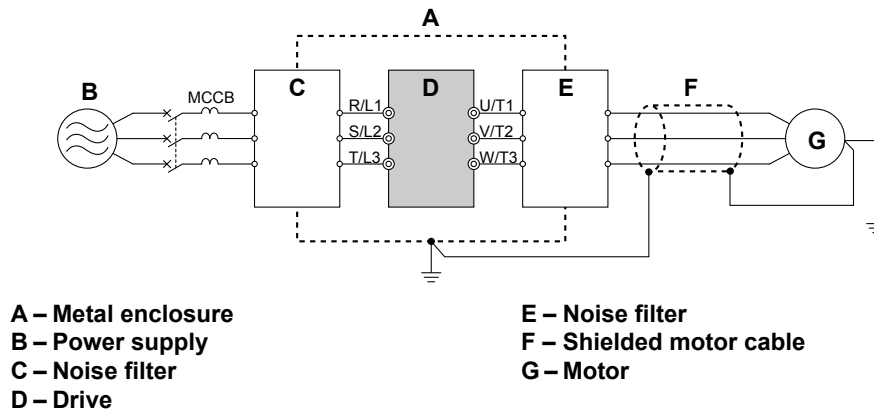 A
B
MCCB
C
R/L1
S/L2
T/L3
D
U/T1
V/T2
W/T3
E
F
G
A – Metal enclosure
B – Power supply
C – Noise filter
D – Drive
E – Noise filter
F – Shielded motor cable
G – Motor